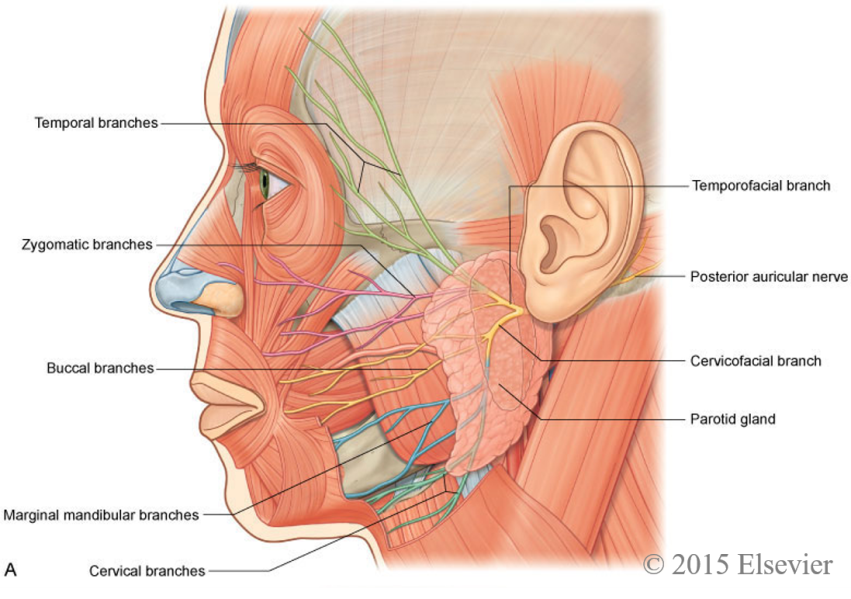 Temporal branches
Temporofacial branch
Zygomatic branches
Posterior auricular nerve
Buccal branches
Cervicofacial branch
Parotid gland
Marginal mandibular branches
Cervical branches
A
© 2015 Elsevier